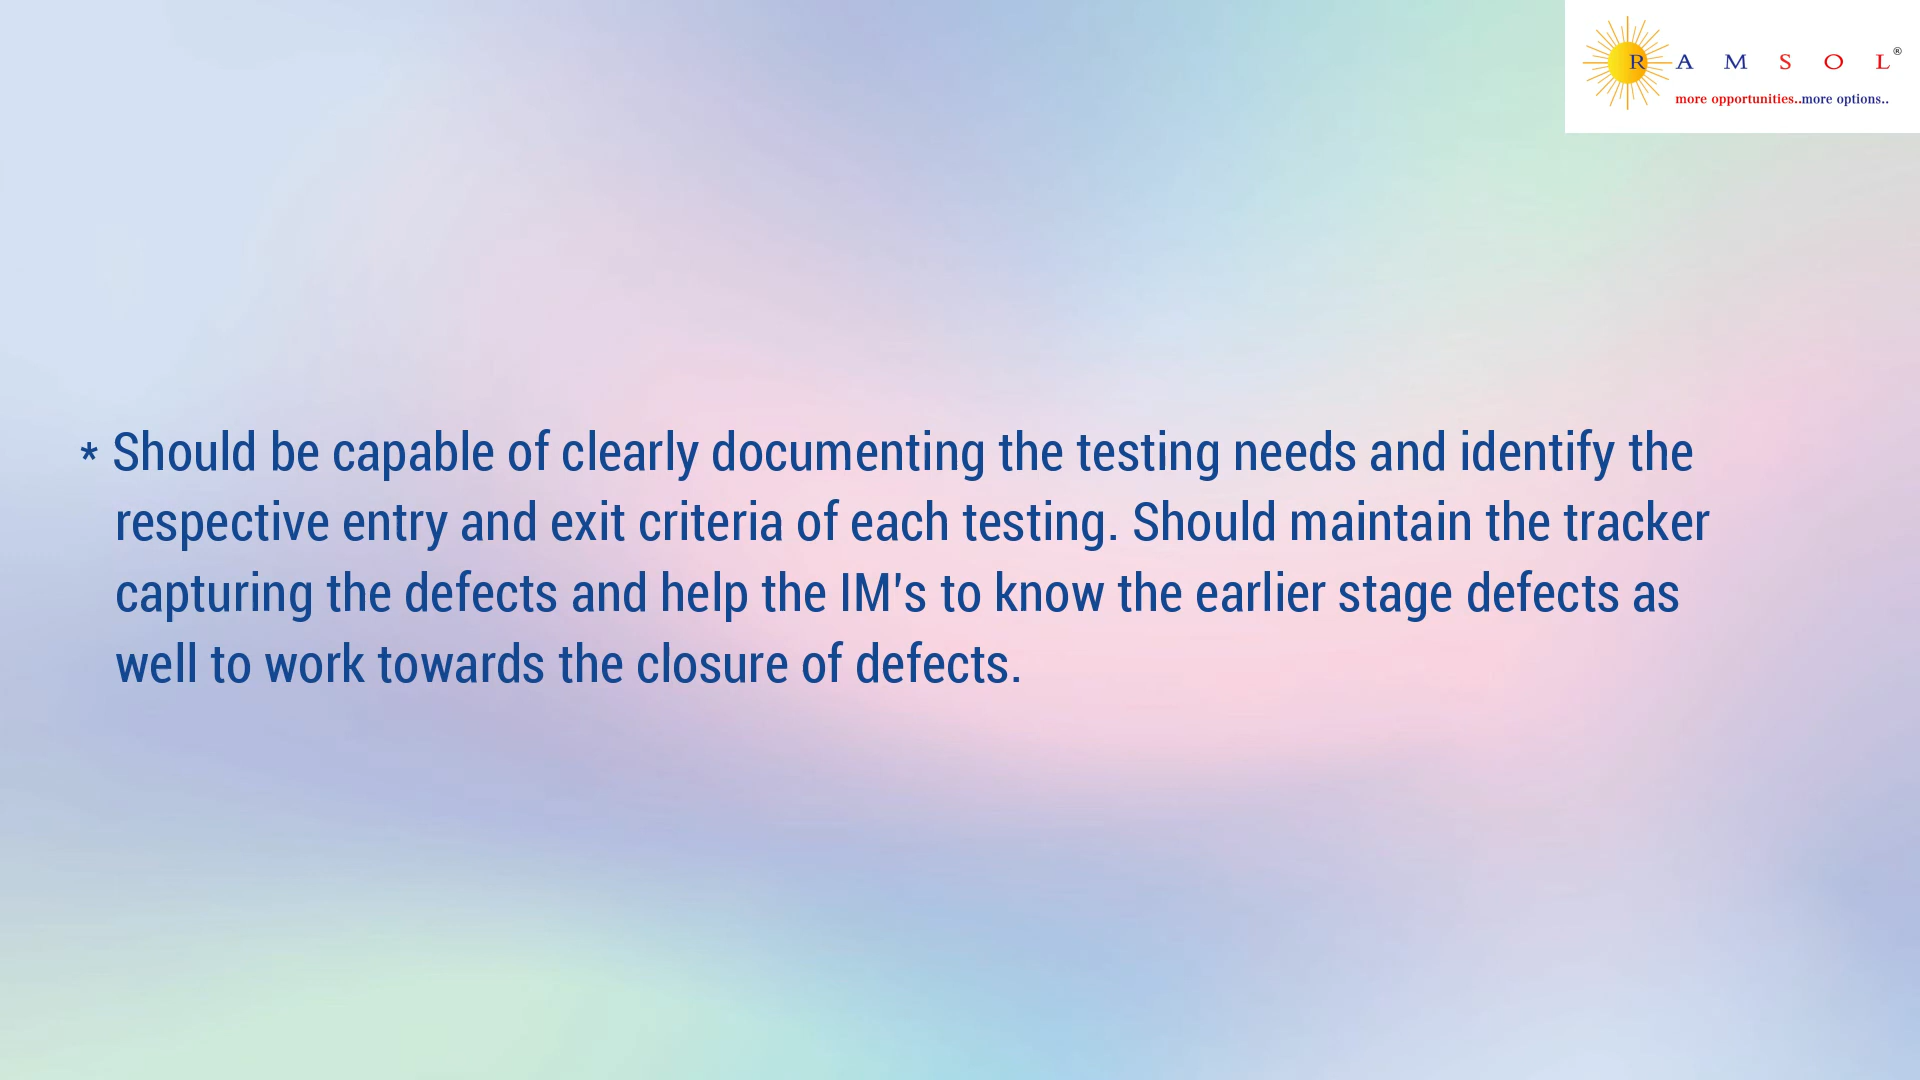 R A M S O L ®
more opportunities..more options..
* Should be capable of clearly documenting the testing needs and identify the
respective entry and exit criteria of each testing. Should maintain the tracker
capturing the defects and help the IM's to know the earlier stage defects as
well to work towards the closure of defects.